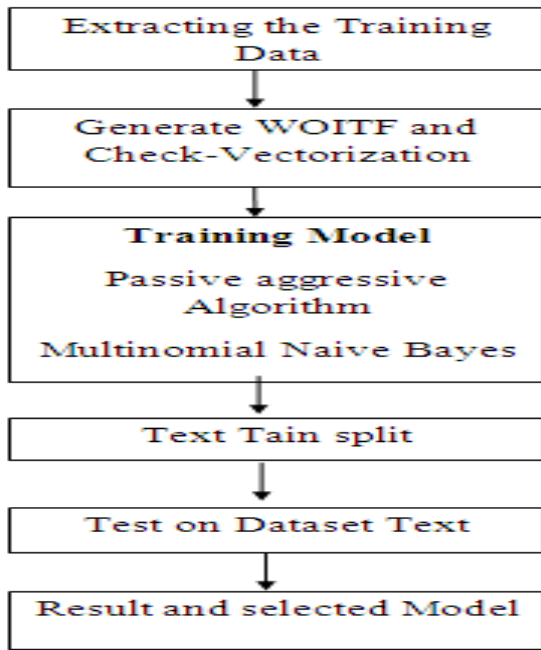 Extracting the Training
Data
Generate WOITF and
Check-Vectorization
Training Model
Passive aggressive
Algorithm
Multinomial Naive Bayes
Text Tain split
Test on Dataset Text
Result and selected Model